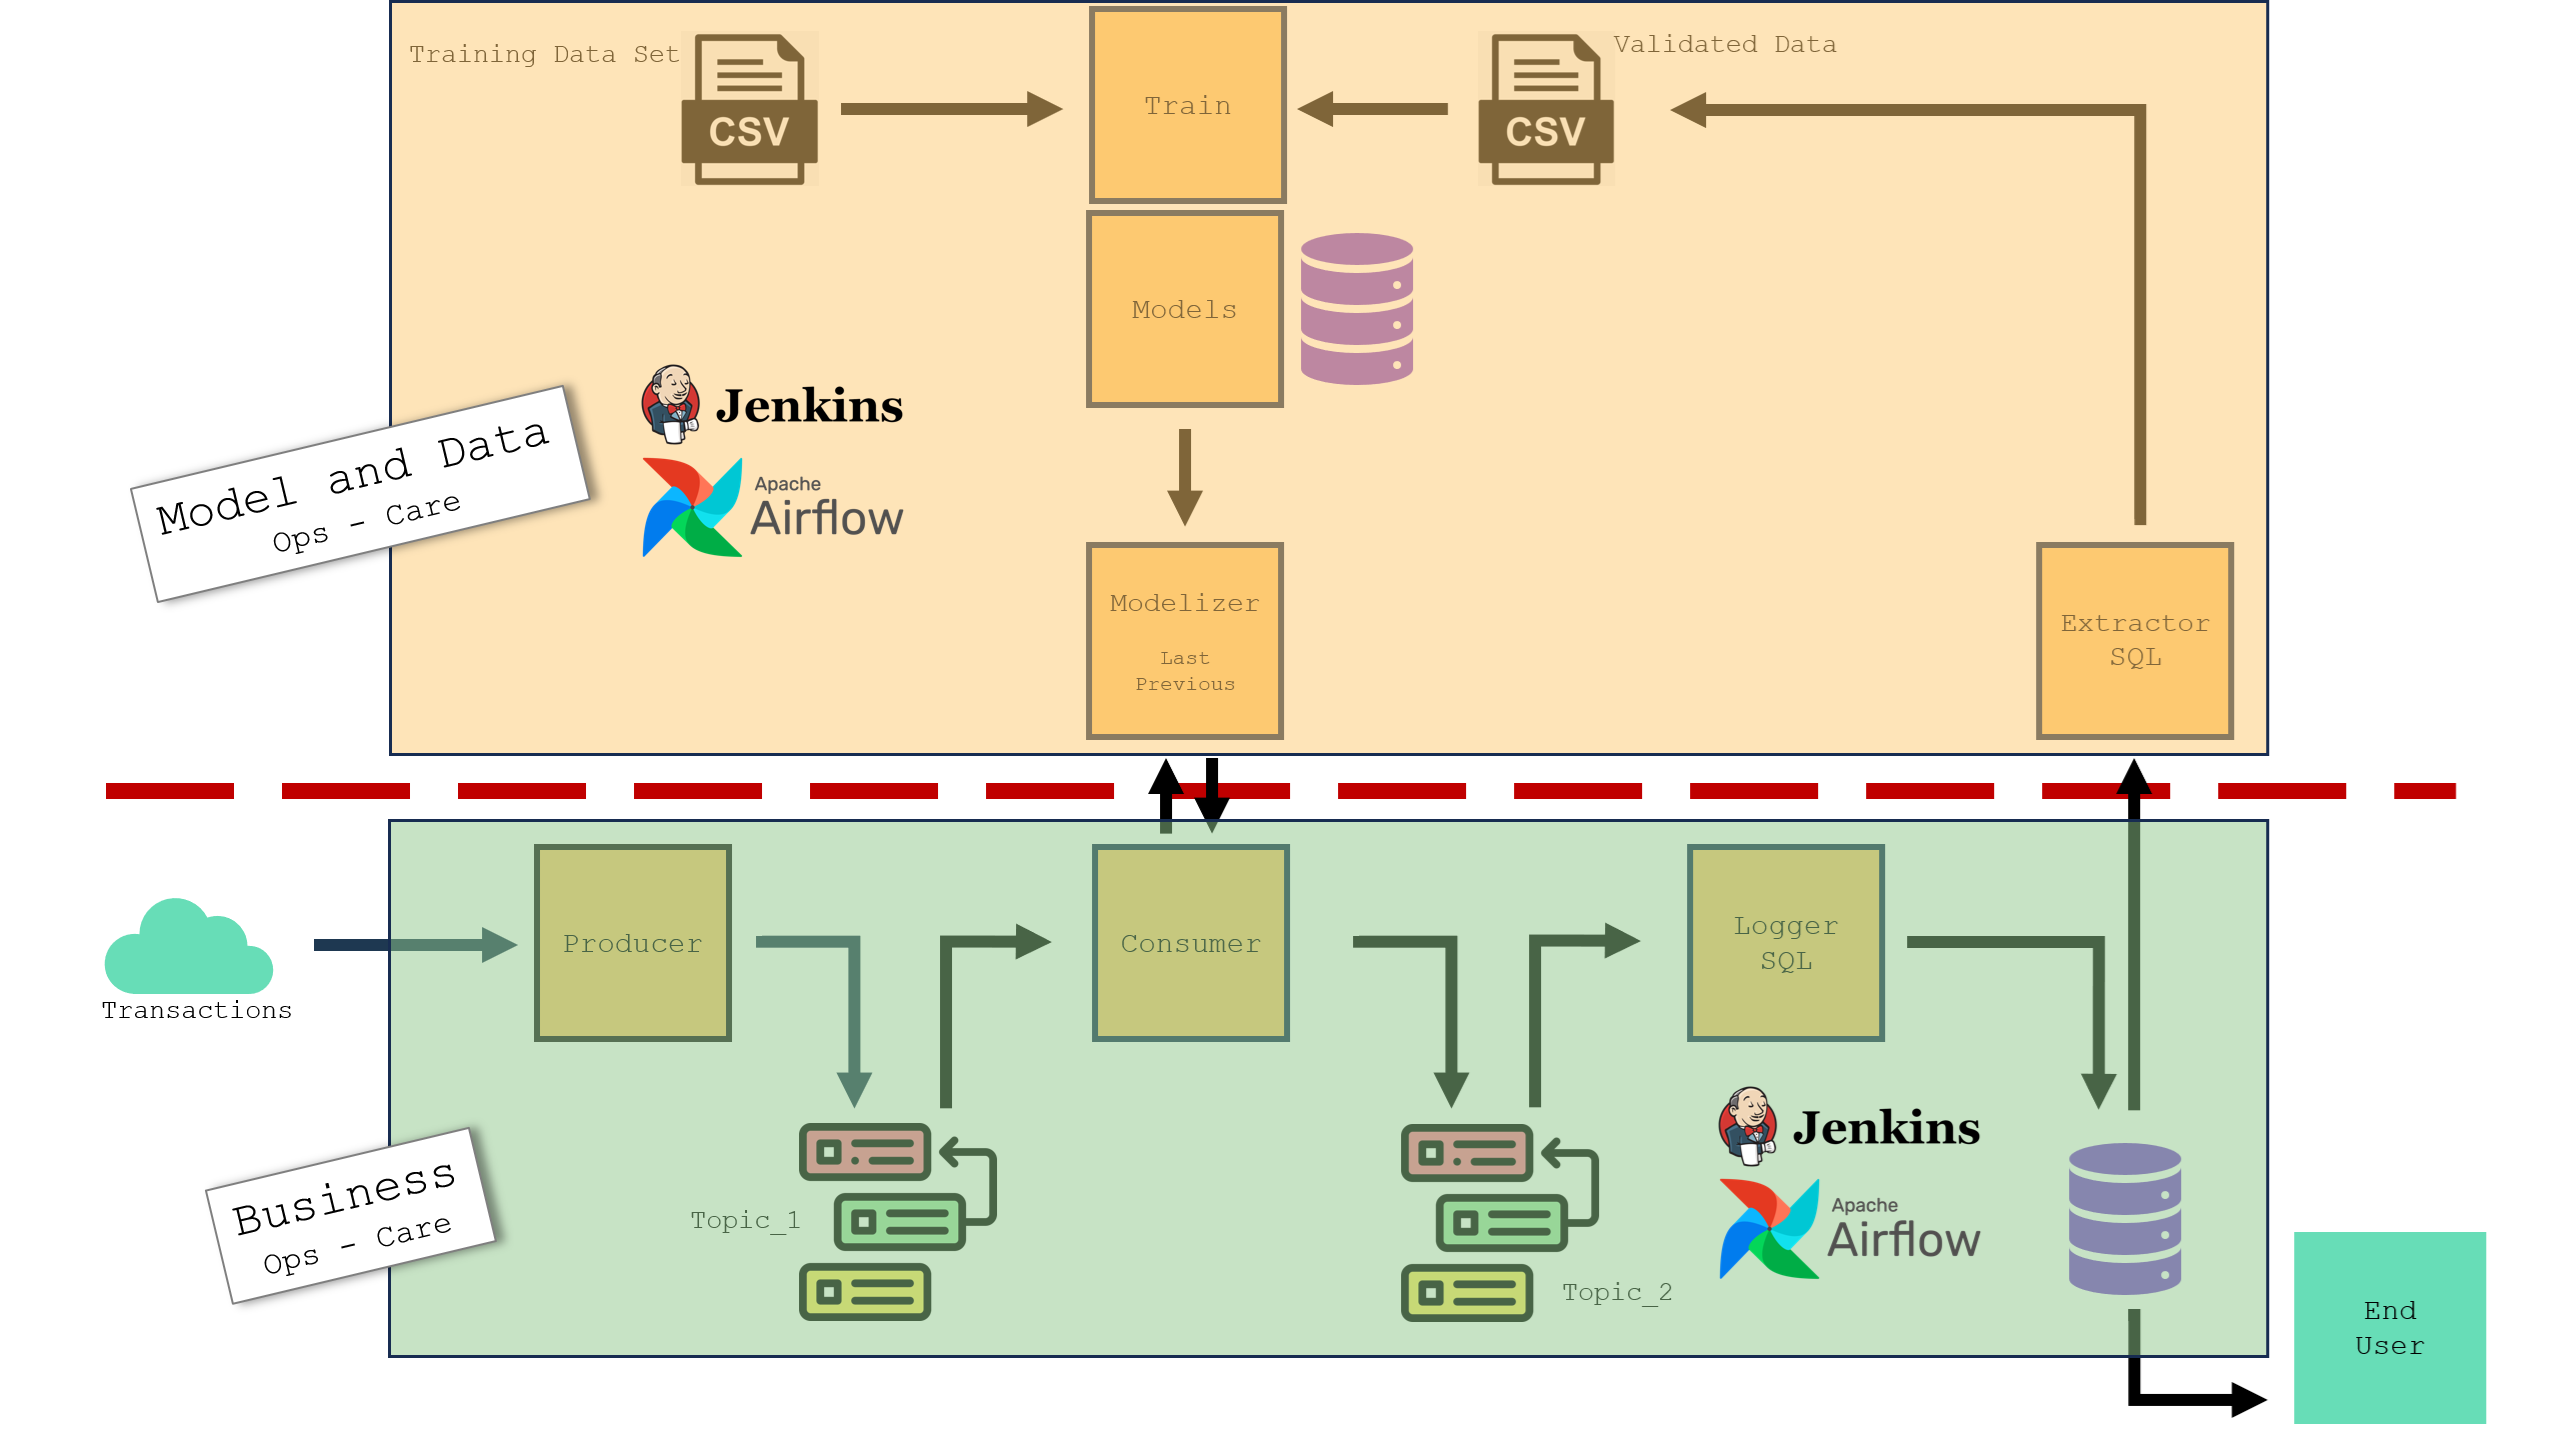 Training Data Set
CSV
Train
CSV
Validated Data
Models
Jenkins
Apache
Airflow
Model and Data
Ops - Care
Modelizer
Last
Previous
Extractor
SQL
Transactions
Producer
Consumer
Logger
SQL
Topic_1
Topic_2
Jenkins
Apache
Airflow
Business
Ops - Care
End
User